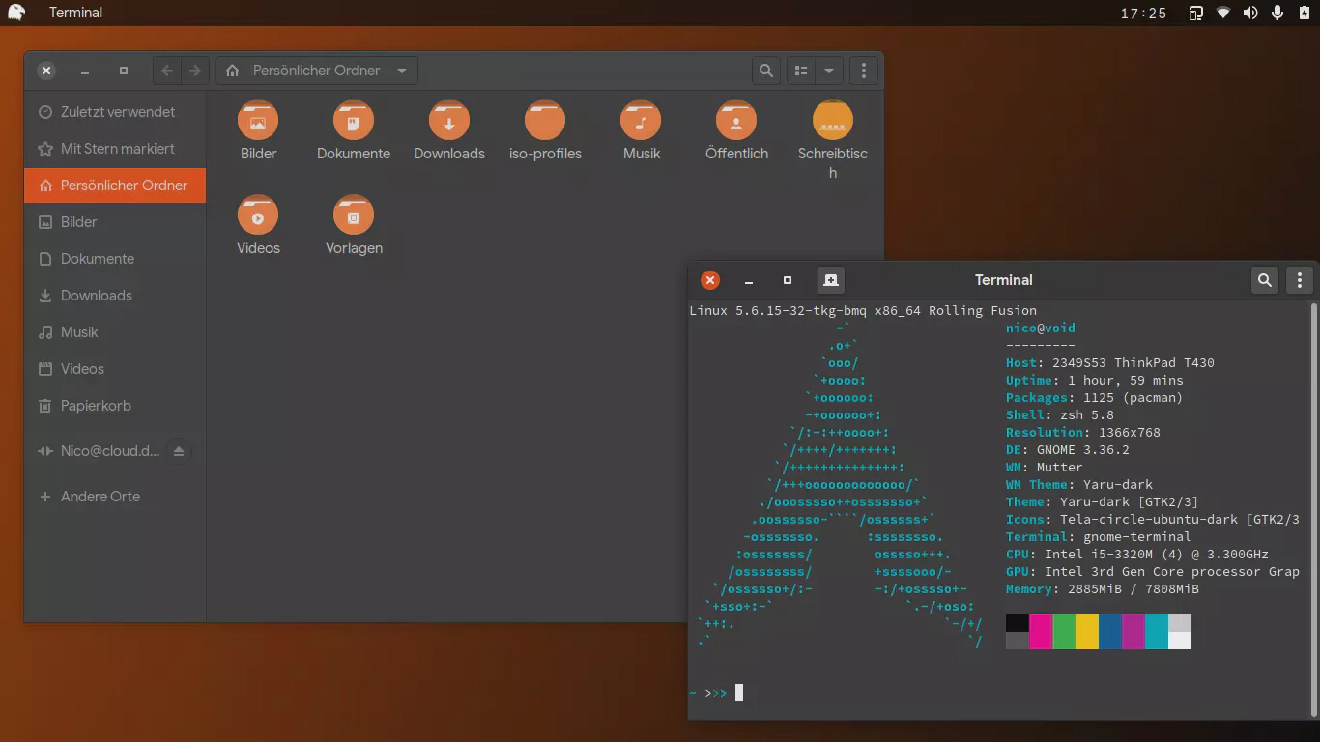 Terminal
17:25
Persönlicher Ordner
Zuletzt verwendet
Mit Stern markiert
Persönlicher Ordner
Bilder
Dokumente
Downloads
Musik
Videos
Papierkorb
Nico@cloud.d...
Andere Orte
Bilder
Dokumente
Downloads
iso-profiles
Musik
Öffentlich
Schreibtisc
h
Videos
Vorlagen
Terminal
Linux 5.6.15-32-tkg-bmq x86_64 Rolling Fusion
nico@void
---------
Host: 2349S53 ThinkPad T430
Uptime: 1 hour, 59 mins
Packages: 1125 (pacman)
Shell: zsh 5.8
Resolution: 1366x768
DE: GNOME 3.36.2
WM: Mutter
WM Theme: Yaru-dark
Theme: Yaru-dark [GTK2/3]
Icons: Tela-circle-ubuntu-dark [GTK2/3
Terminal: gnome-terminal
CPU: Intel i5-3320M (4) @ 3.300GHz
GPU: Intel 3rd Gen Core processor Grap
Memory: 2885MiB / 7808MiB
~ >>>